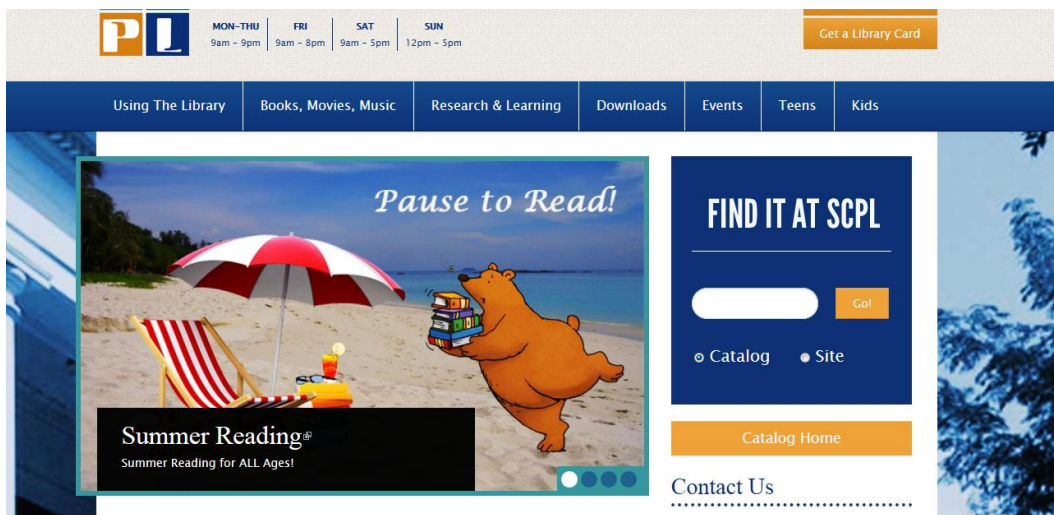 PL
MON-THU FRI SAT SUN
9am - 9pm 9am - 8pm 9am - 5pm 12pm - 5pm
Get a Library Card
Using The Library Books, Movies, Music Research & Learning Downloads Events Teens Kids
Pause to Read!
FIND IT AT SCPL
Go!
Catalog Site
Summer Reading
Summer Reading for ALL Ages!
Catalog Home
Contact Us